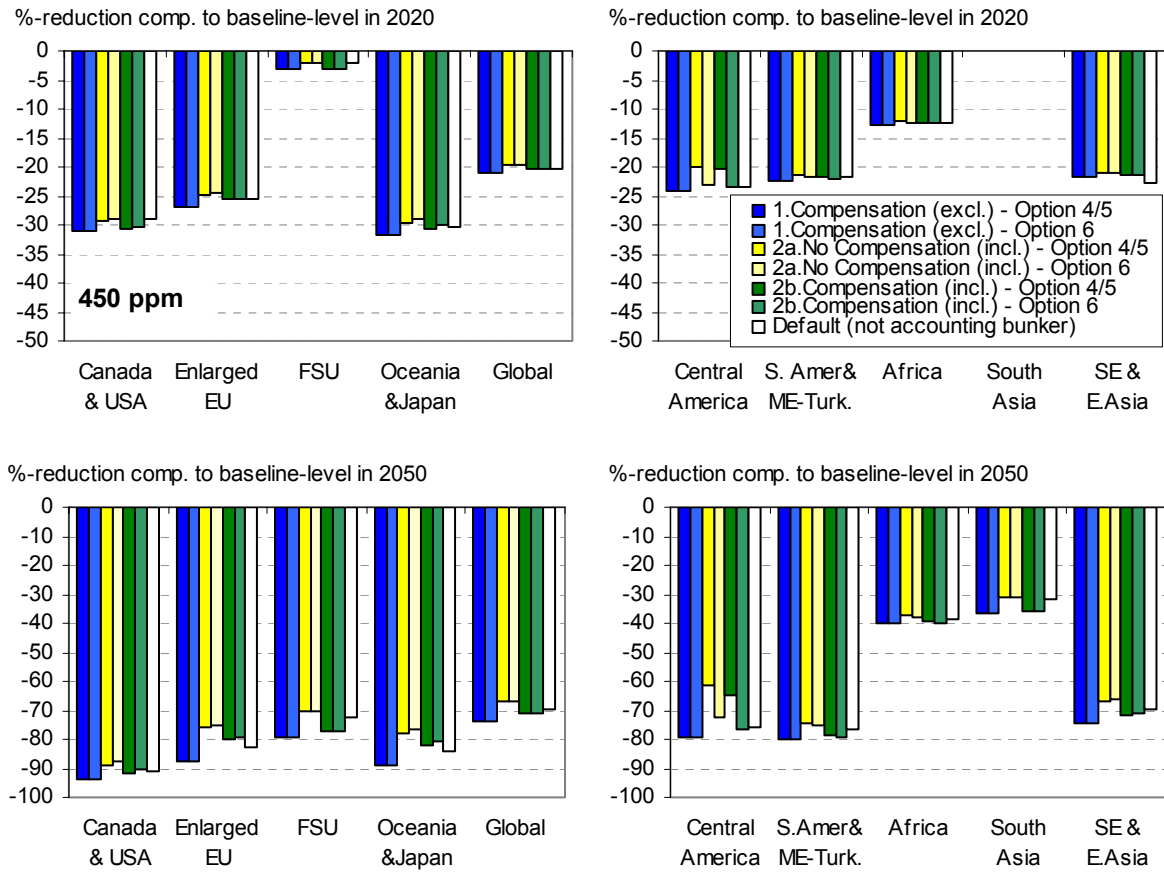 %-reduction comp. to baseline-level in 2020
0
-5
-10
-15
-20
-25
-30
-35
-40
-45
-50
450 ppm
Canada & USA
Enlarged EU
FSU
Oceania &Japan
Global
%-reduction comp. to baseline-level in 2020
0
-5
-10
-15
-20
-25
-30
-35
-40
-45
-50
1.Compensation (excl.) - Option 4/5
1.Compensation (excl.) - Option 6
2a.No Compensation (incl.) - Option 4/5
2a.No Compensation (incl.) - Option 6
2b.Compensation (incl.) - Option 4/5
2b.Compensation (incl.) - Option 6
Default (not accounting bunker)
Central America
S. Amer& ME-Turk.
Africa
South Asia
SE & E.Asia
%-reduction comp. to baseline-level in 2050
0
-10
-20
-30
-40
-50
-60
-70
-80
-90
-100
Canada & USA
Enlarged EU
FSU
Oceania &Japan
Global
%-reduction comp. to baseline-level in 2050
0
-10
-20
-30
-40
-50
-60
-70
-80
-90
-100
Central America
S.Amer& ME-Turk.
Africa
South Asia
SE & E.Asia